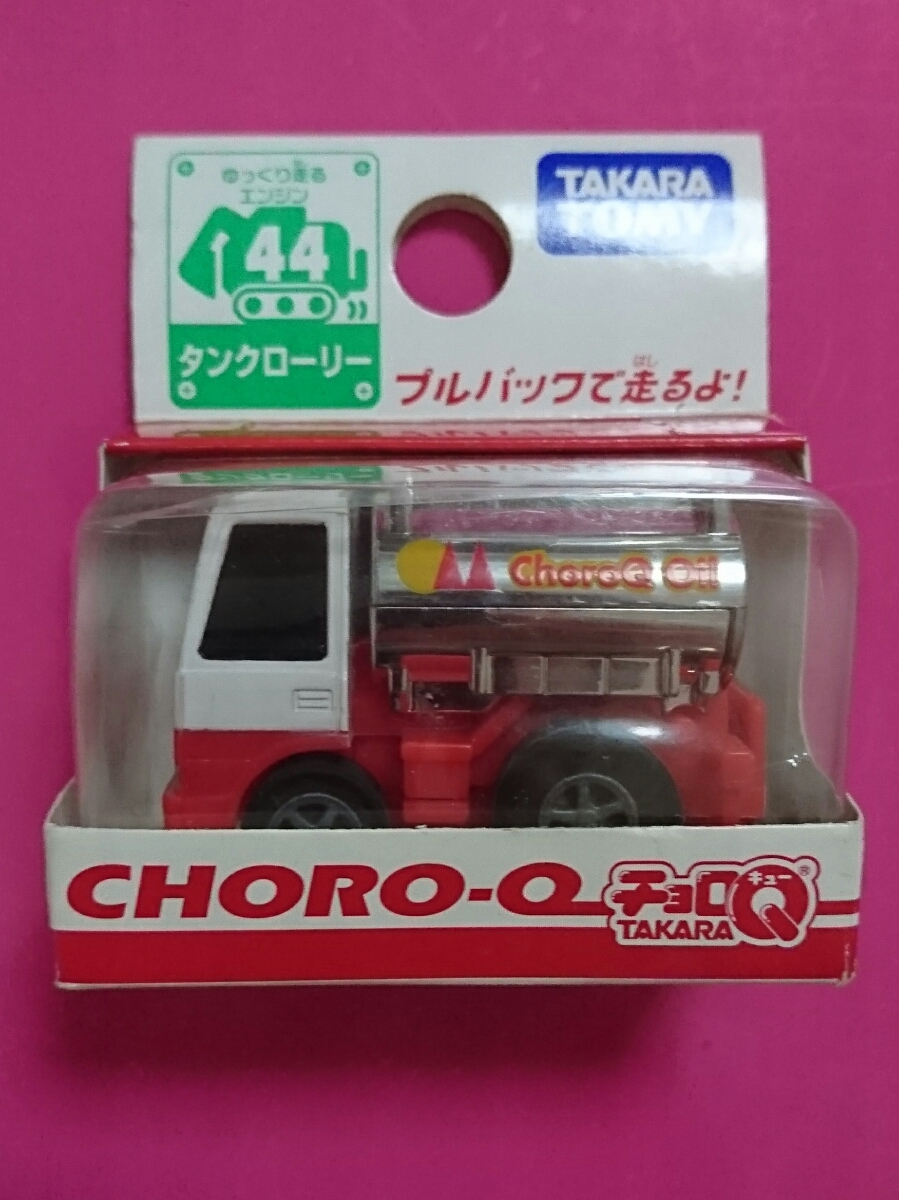 ゆっくり走る
エンジン
44
タンクローリー
TAKARA
TOMY
はし
プルバックで走るよ!
ChoroQ Oil
CHORO-Q
チョロQ
キュー
®
TAKARA